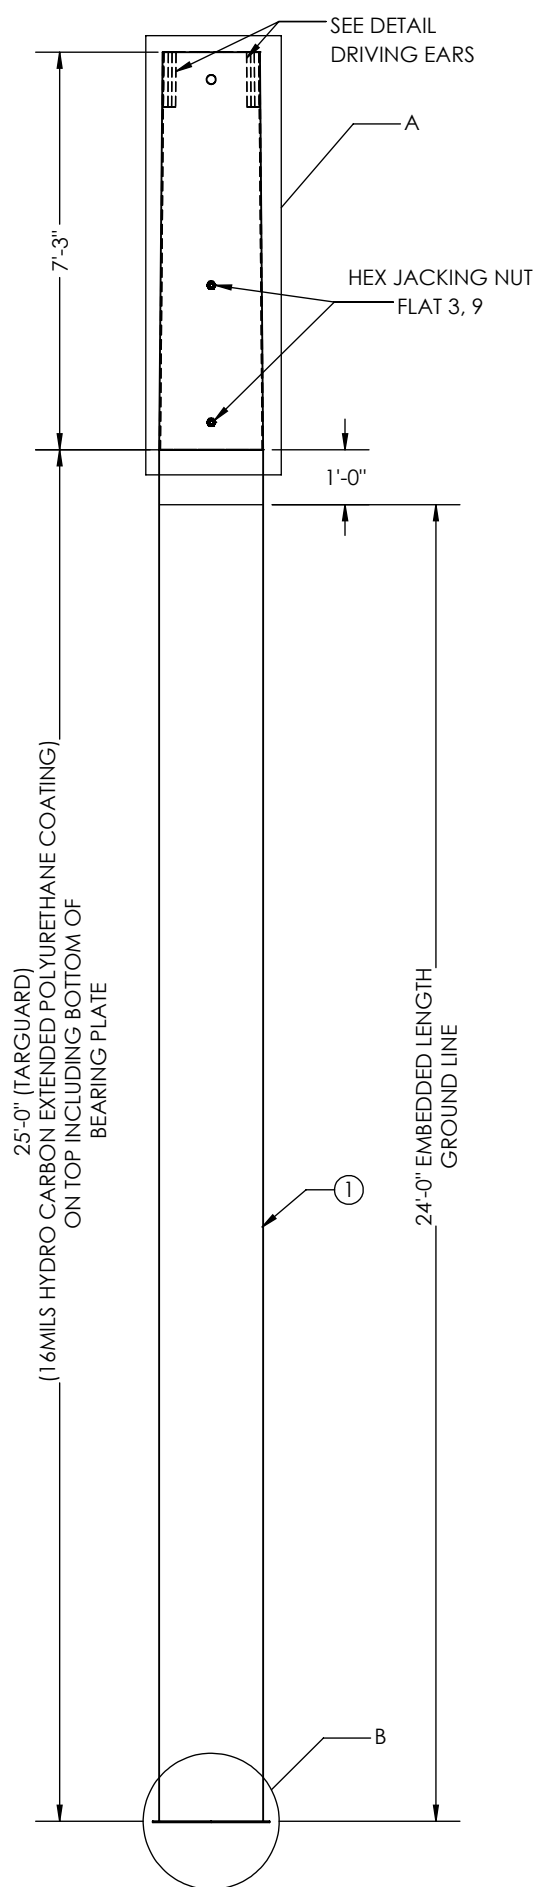 SEE DETAIL
DRIVING EARS
A
7'-3"
HEX JACKING NUT
FLAT 3, 9
1'-0"
25'-0" (TARGUARD)
(16MILS HYDRO CARBON EXTENDED POLYURETHANE COATING)
ON TOP INCLUDING BOTTOM OF
BEARING PLATE
24'-0" EMBEDDED LENGTH
GROUND LINE
1
B